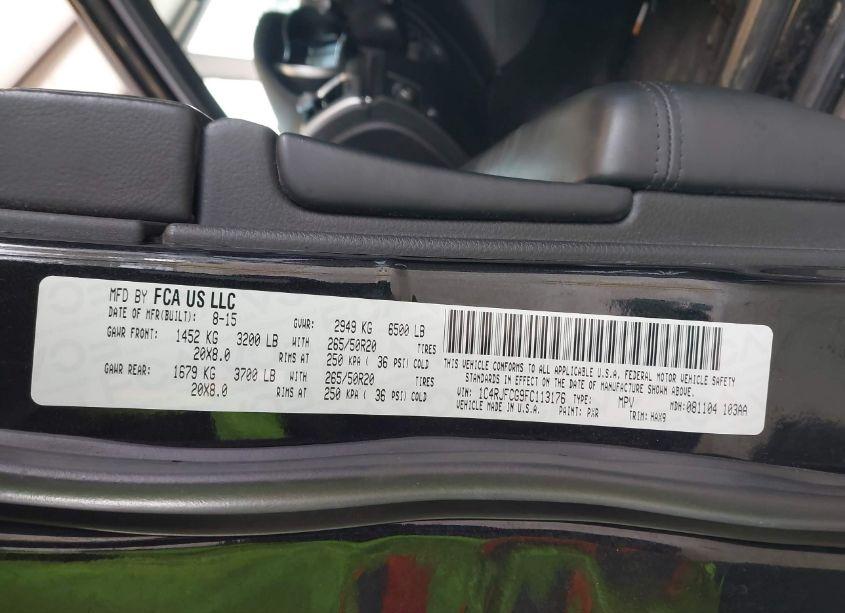 MFD BY FCA US LLC
DATE OF MFR(BUILT): 8-15 GVWR: 2949 KG 6500 LB
GAWR FRONT: 1452 KG 3200 LB WITH 265/50R20 TIRES
20X8.0 RIMS AT 250 KPA ( 36 PSI) COLD
GAWR REAR: 1679 KG 3700 LB WITH 265/50R20 TIRES
20X8.0 RIMS AT 250 KPA ( 36 PSI) COLD
THIS VEHICLE CONFORMS TO ALL APPLICABLE U.S.A. FEDERAL MOTOR VEHICLE SAFETY
STANDARDS IN EFFECT ON THE DATE OF MANUFACTURE SHOWN ABOVE.
VIN: 1C4RJFCG9FC113176 TYPE: MPV MDH:081104 103AA
VEHICLE MADE IN U.S.A. PAINT: PXR TRIM: HAX9